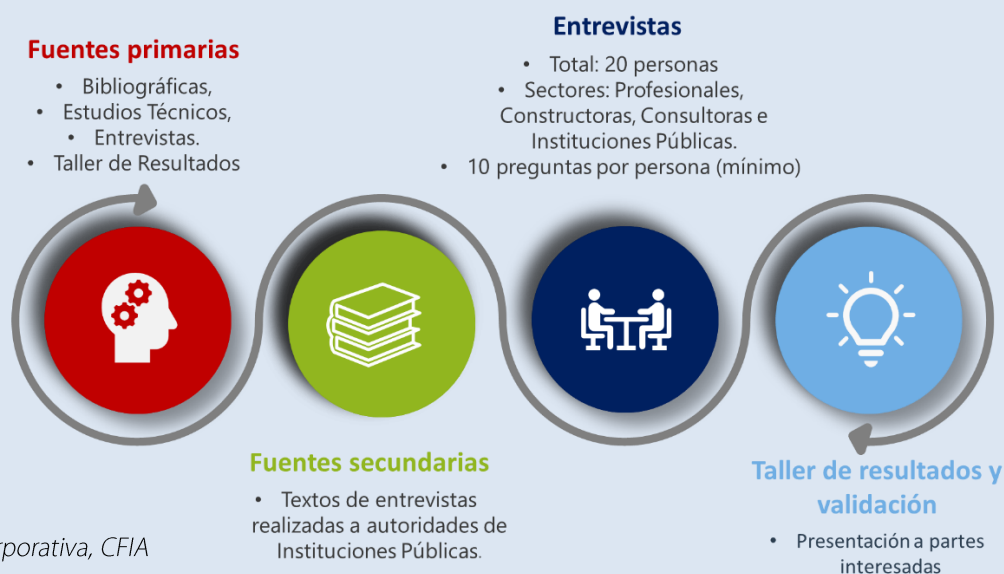 Fuentes primarias
• Bibliográficas,
• Estudios Técnicos,
• Entrevistas.
• Taller de Resultados
Entrevistas
• Total: 20 personas
• Sectores: Profesionales,
Constructoras, Consultoras e
Instituciones Públicas.
• 10 preguntas por persona (mínimo)
Fuentes secundarias
• Textos de entrevistas
realizadas a autoridades de
Instituciones Públicas.
Taller de resultados y
validación
• Presentación a partes
interesadas
rporativa, CFIA